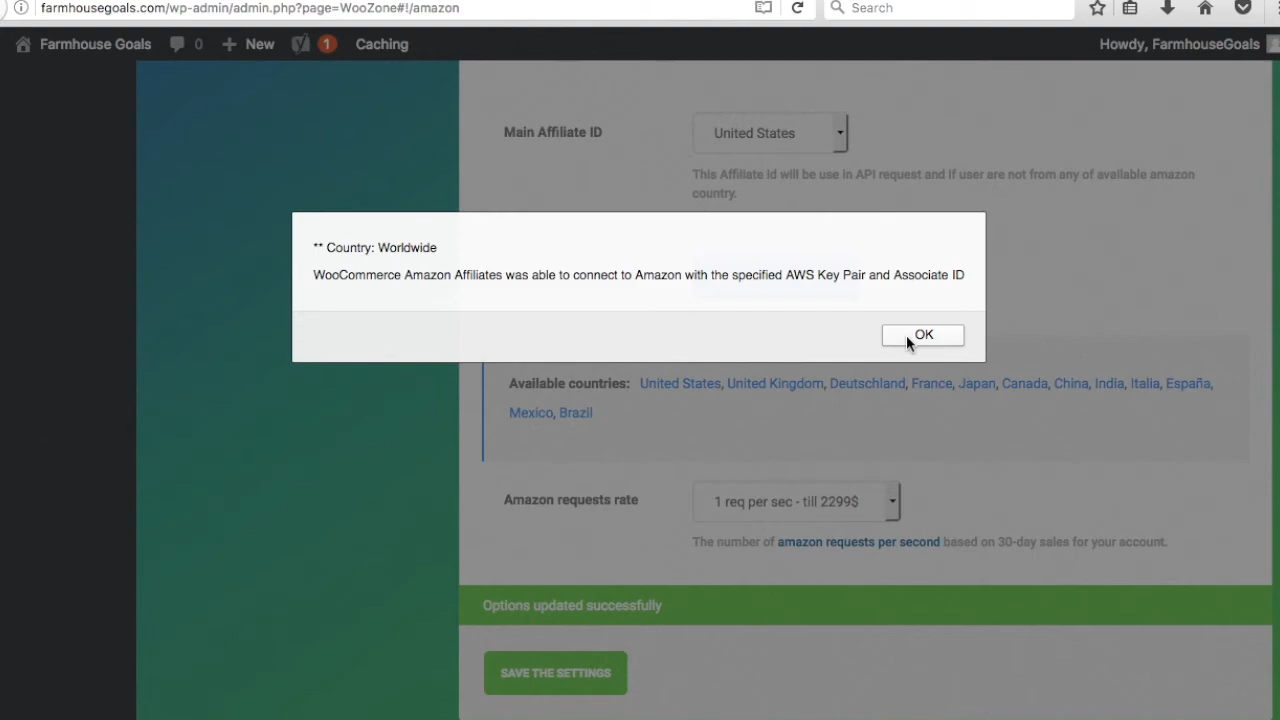 farmhousegoals.com/wp-admin/admin.php?page=WooZone#!/amazon
Search
Farmhouse Goals
0
New
1
Caching
Howdy, FarmhouseGoals
Main Affiliate ID
United States
This Affiliate id will be use in API request and if user are not from any of available amazon
country.
** Country: Worldwide
WooCommerce Amazon Affiliates was able to connect to Amazon with the specified AWS Key Pair and Associate ID
OK
Available countries: United States, United Kingdom, Deutschland, France, Japan, Canada, China, India, Italia, España,
Mexico, Brazil
Amazon requests rate
1 req per sec - till 2299$
The number of amazon requests per second based on 30-day sales for your account.
Options updated successfully
SAVE THE SETTINGS